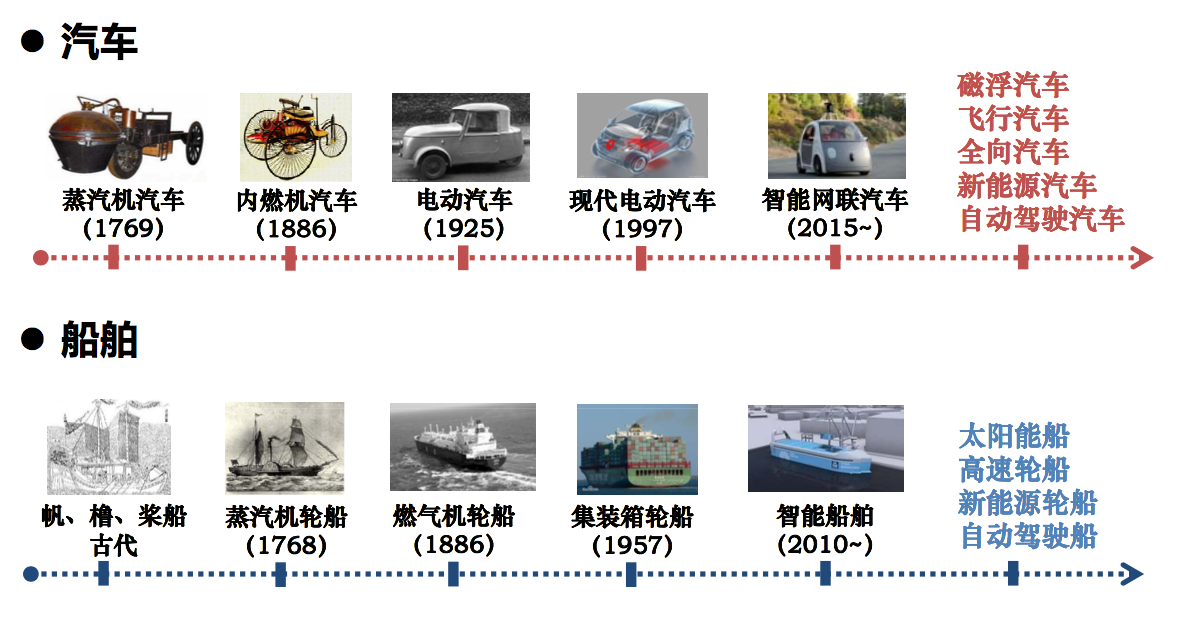 ● 汽车
磁浮汽车
飞行汽车
全向汽车
新能源汽车
自动驾驶汽车
蒸汽机汽车
(1769)
内燃机汽车
(1886)
电动汽车
(1925)
现代电动汽车
(1997)
智能网联汽车
(2015~)
● 船舶
太阳能船
高速轮船
新能源轮船
自动驾驶船
帆、橹、桨船
古代
蒸汽机轮船
(1768)
燃气机轮船
(1886)
集装箱轮船
(1957)
智能船舶
(2010~)